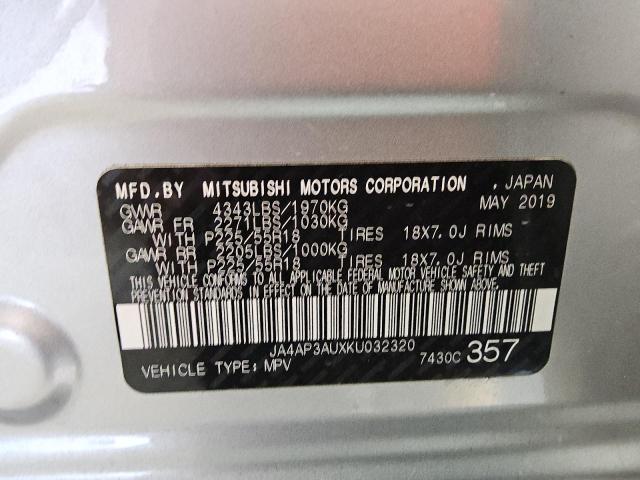 MFD.BY MITSUBISHI MOTORS CORPORATION , JAPAN
MAY 2019
GVWR 4343LBS/1970KG
GAWR FR 2271LBS/1030KG
WITH P225/55R18 TIRES 18X7.0J RIMS
GAWR RR 2205LBS/1000KG
WITH P225/55R18 TIRES 18X7.0J RIMS
THIS VEHICLE CONFORMS TO ALL APPLICABLE FEDERAL MOTOR VEHICLE SAFETY AND THEFT
PREVENTION STANDARDS IN EFFECT ON THE DATE OF MANUFACTURE SHOWN ABOVE.
JA4AP3AUXKU032320
VEHICLE TYPE: MPV 7430C 357